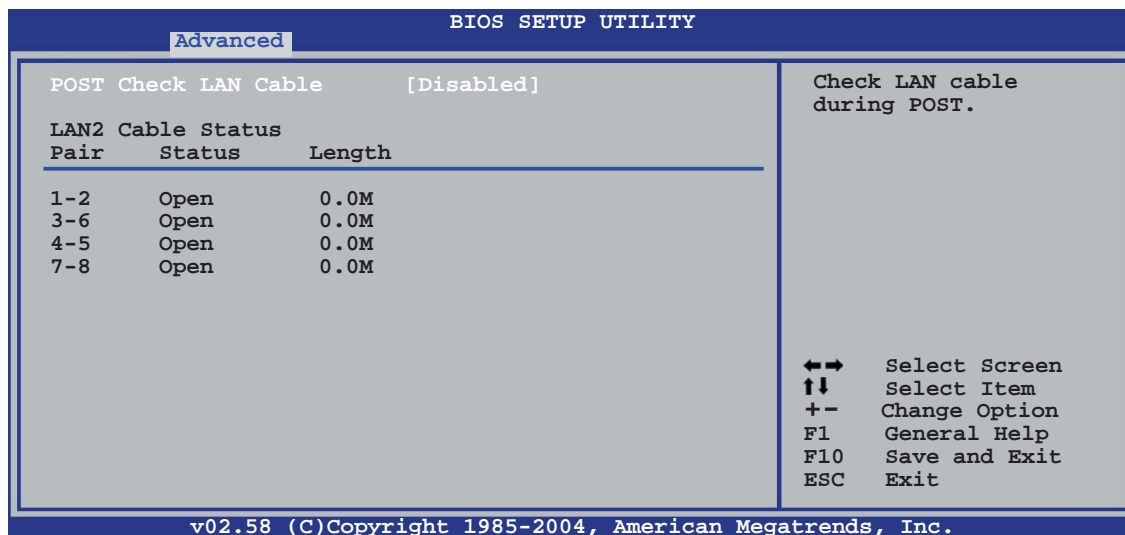 BIOS SETUP UTILITY
Advanced
POST Check LAN Cable [Disabled]
LAN2 Cable Status
Pair Status Length
1-2 Open 0.0M
3-6 Open 0.0M
4-5 Open 0.0M
7-8 Open 0.0M
Check LAN cable
during POST.
←→ Select Screen
↑↓ Select Item
+- Change Option
F1 General Help
F10 Save and Exit
ESC Exit
v02.58 (C)Copyright 1985-2004, American Megatrends, Inc.